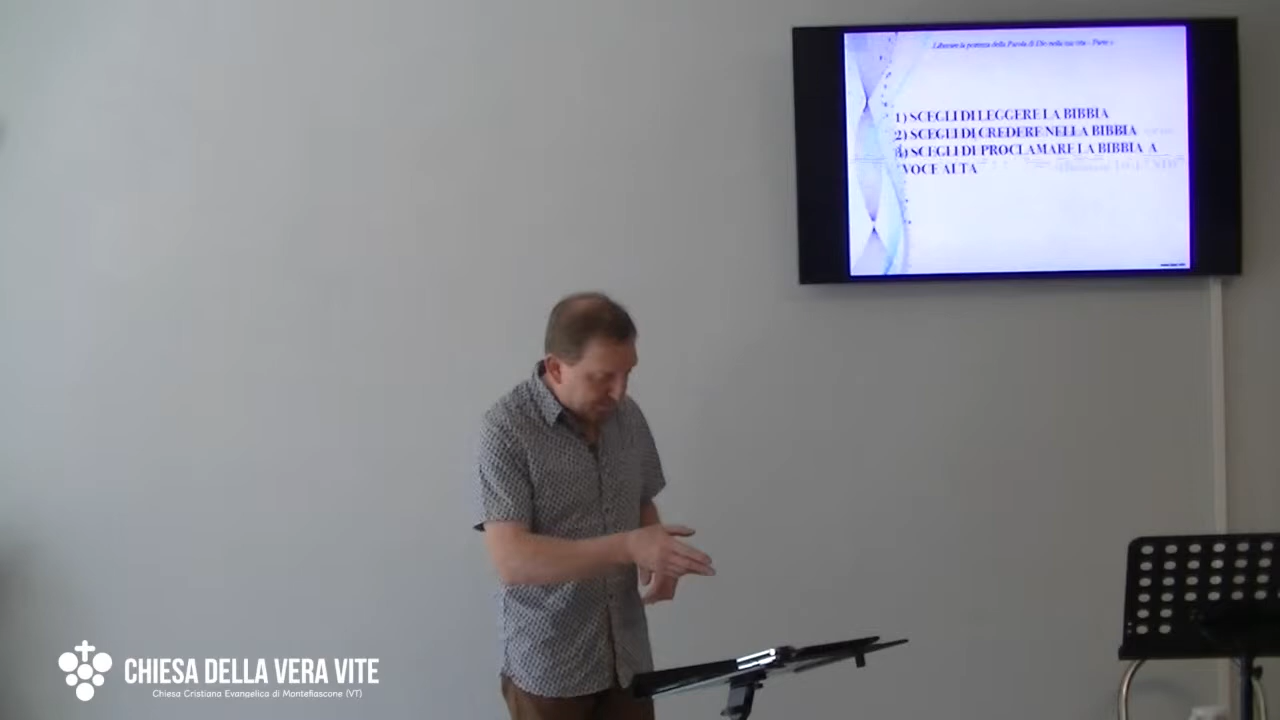 Liberare la potenza della Parola di Dio nella tua vita - Parte 2
1) SCEGLI DI LEGGERE LA BIBBIA
2) SCEGLI DI CREDERE NELLA BIBBIA
3) SCEGLI DI PROCLAMARE LA BIBBIA A
VOCE ALTA
CHIESA DELLA VERA VITE
Chiesa Cristiana Evangelica di Montefiascone (VT)